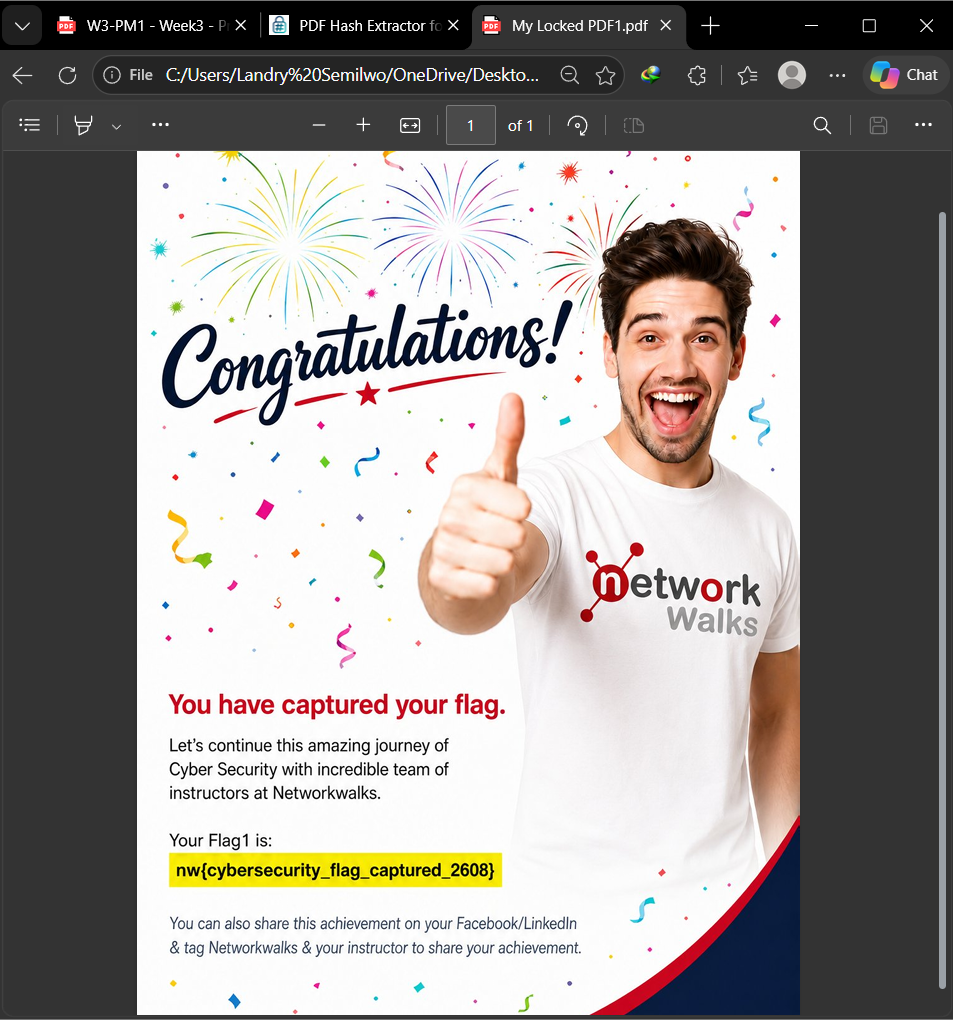 W3-PM1 - Week3 - P
PDF Hash Extractor fo
My Locked PDF1.pdf
File
C:/Users/Landry%20Semilwo/OneDrive/Deskto...
Chat
1
of 1
Congratulations!
network
Walks
You have captured your flag.
Let's continue this amazing journey of
Cyber Security with incredible team of
instructors at Networkwalks.
Your Flag1 is:
nw{cybersecurity_flag_captured_2608}
You can also share this achievement on your Facebook/LinkedIn
& tag Networkwalks & your instructor to share your achievement.